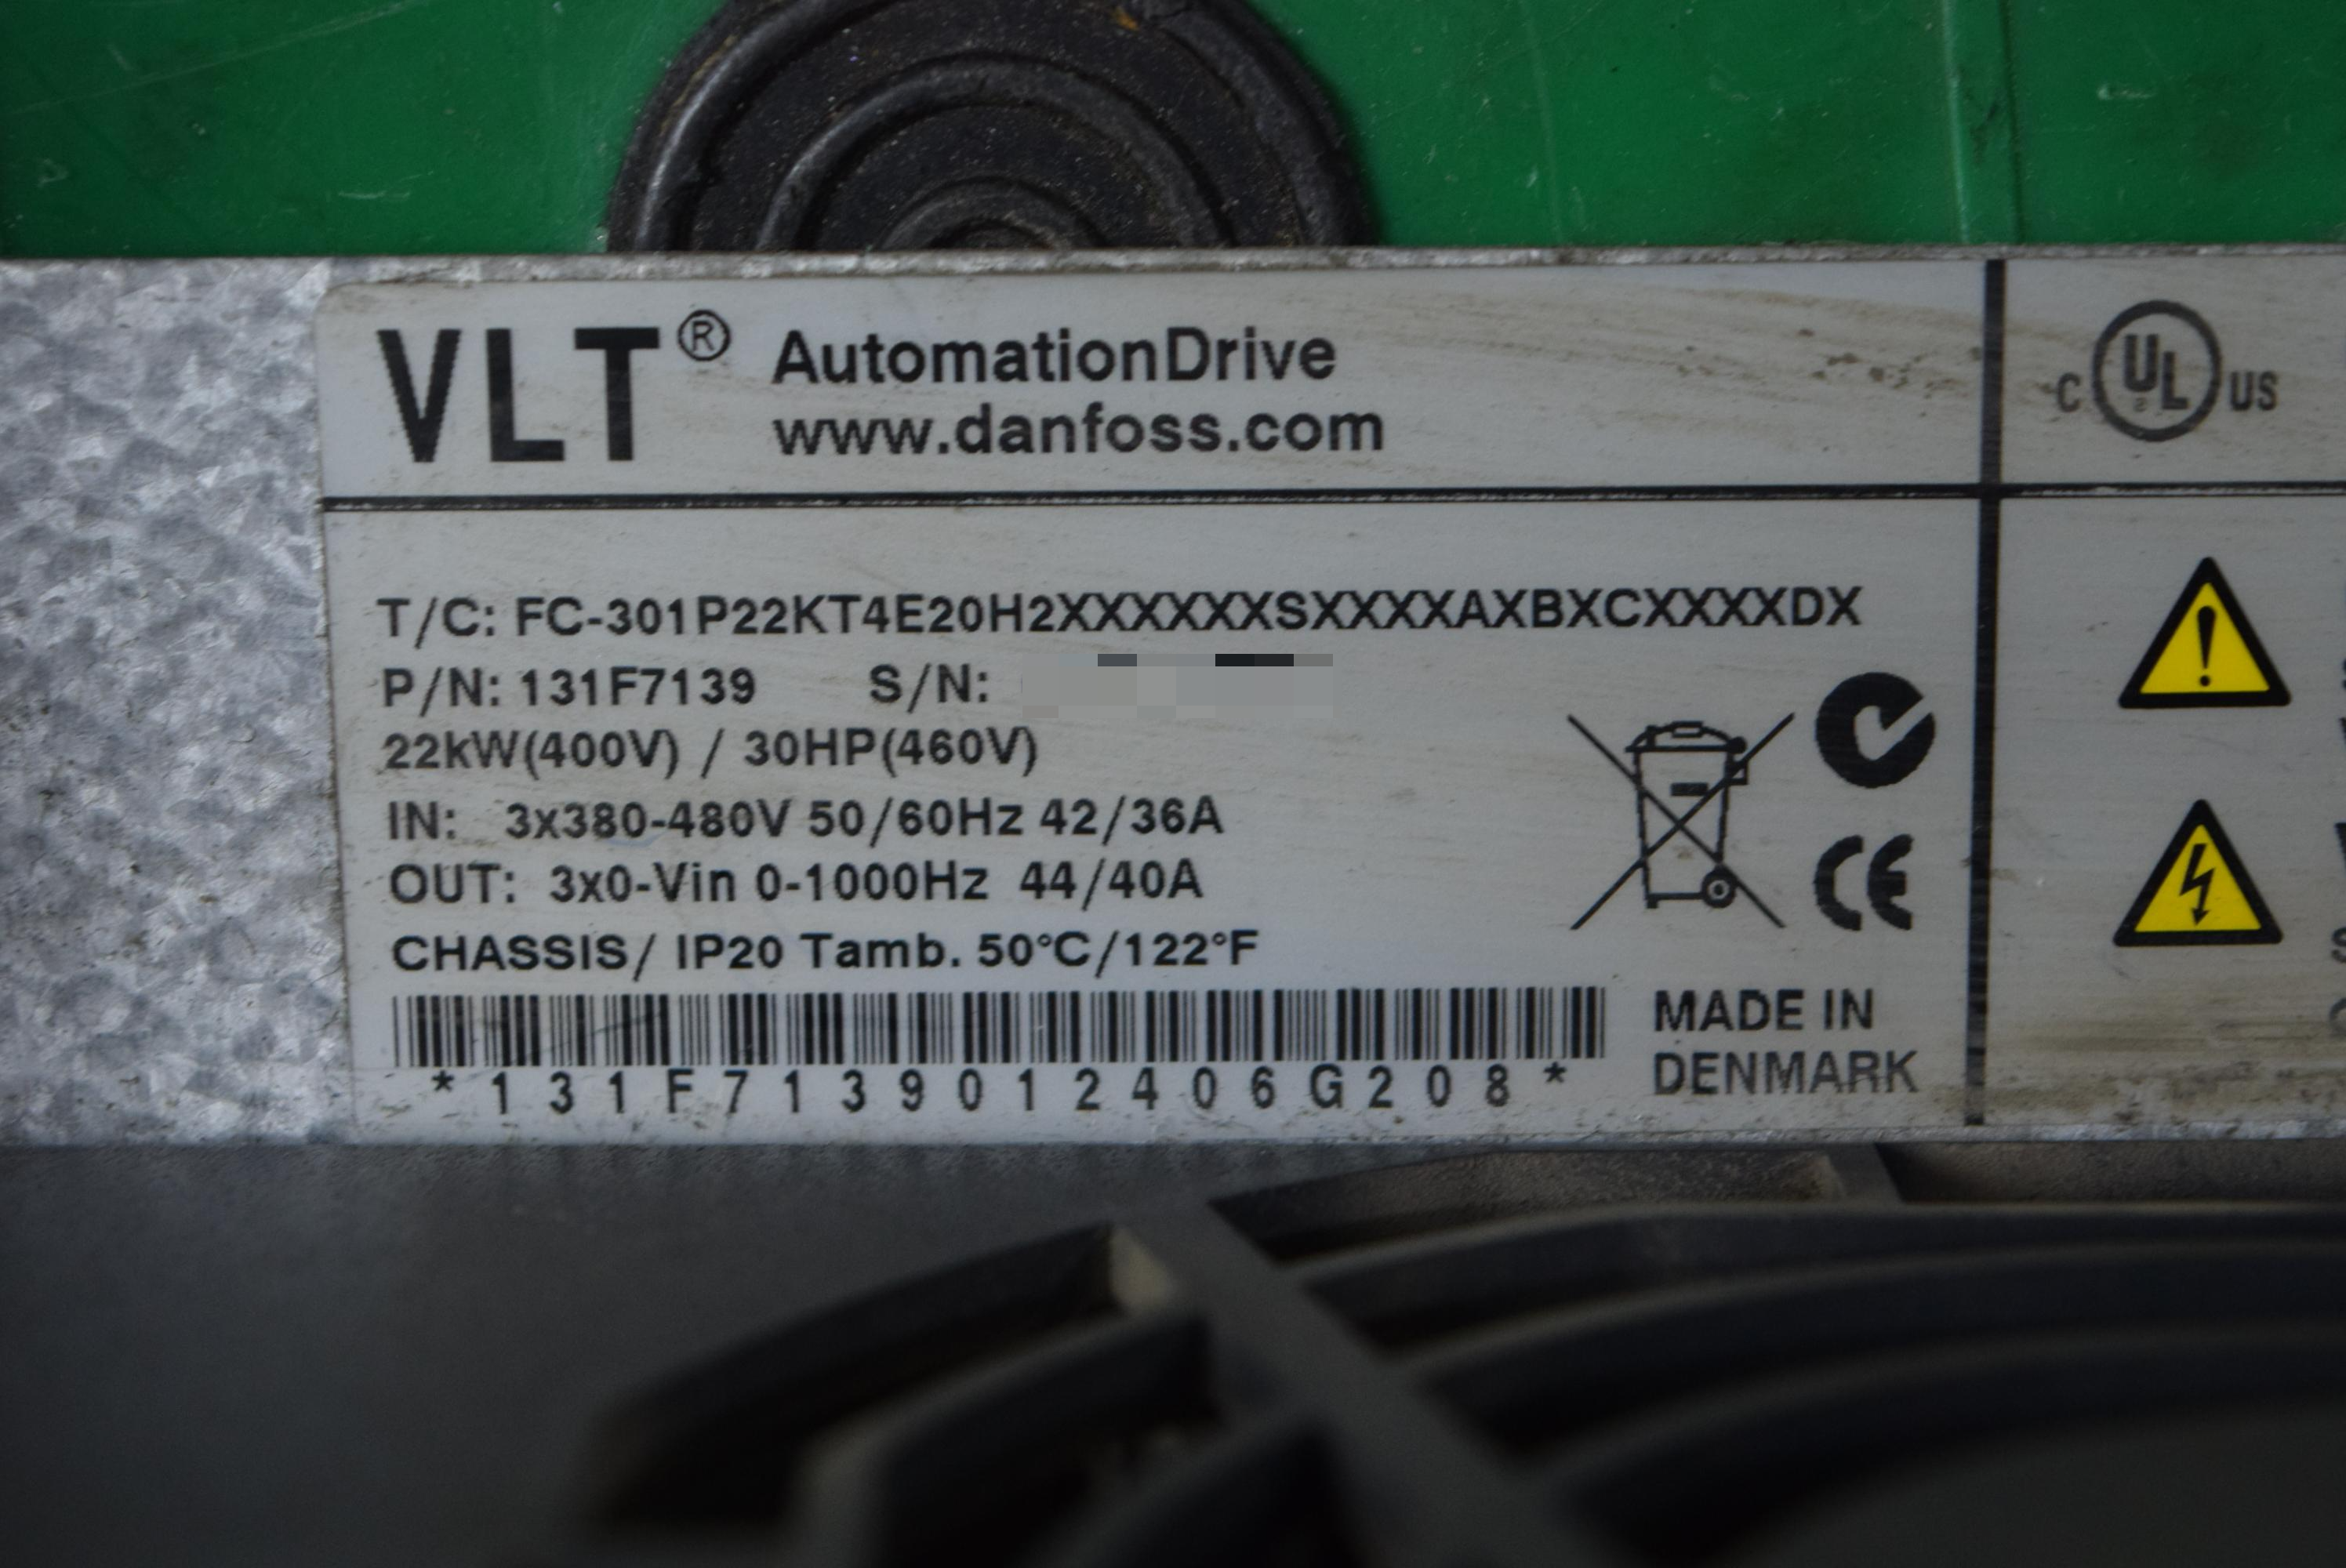 VLT® AutomationDrive
www.danfoss.com
C UL US
T/C: FC-301P22KT4E20H2XXXXXXSXXXXAXBXCXXXXDX
P/N: 131F7139 S/N:
22kW(400V) / 30HP(460V)
IN: 3x380-480V 50/60Hz 42/36A
OUT: 3x0-Vin 0-1000Hz 44/40A
CHASSIS/ IP20 Tamb. 50°C/122°F
CE
*131F7139012406G208*
MADE IN
DENMARK